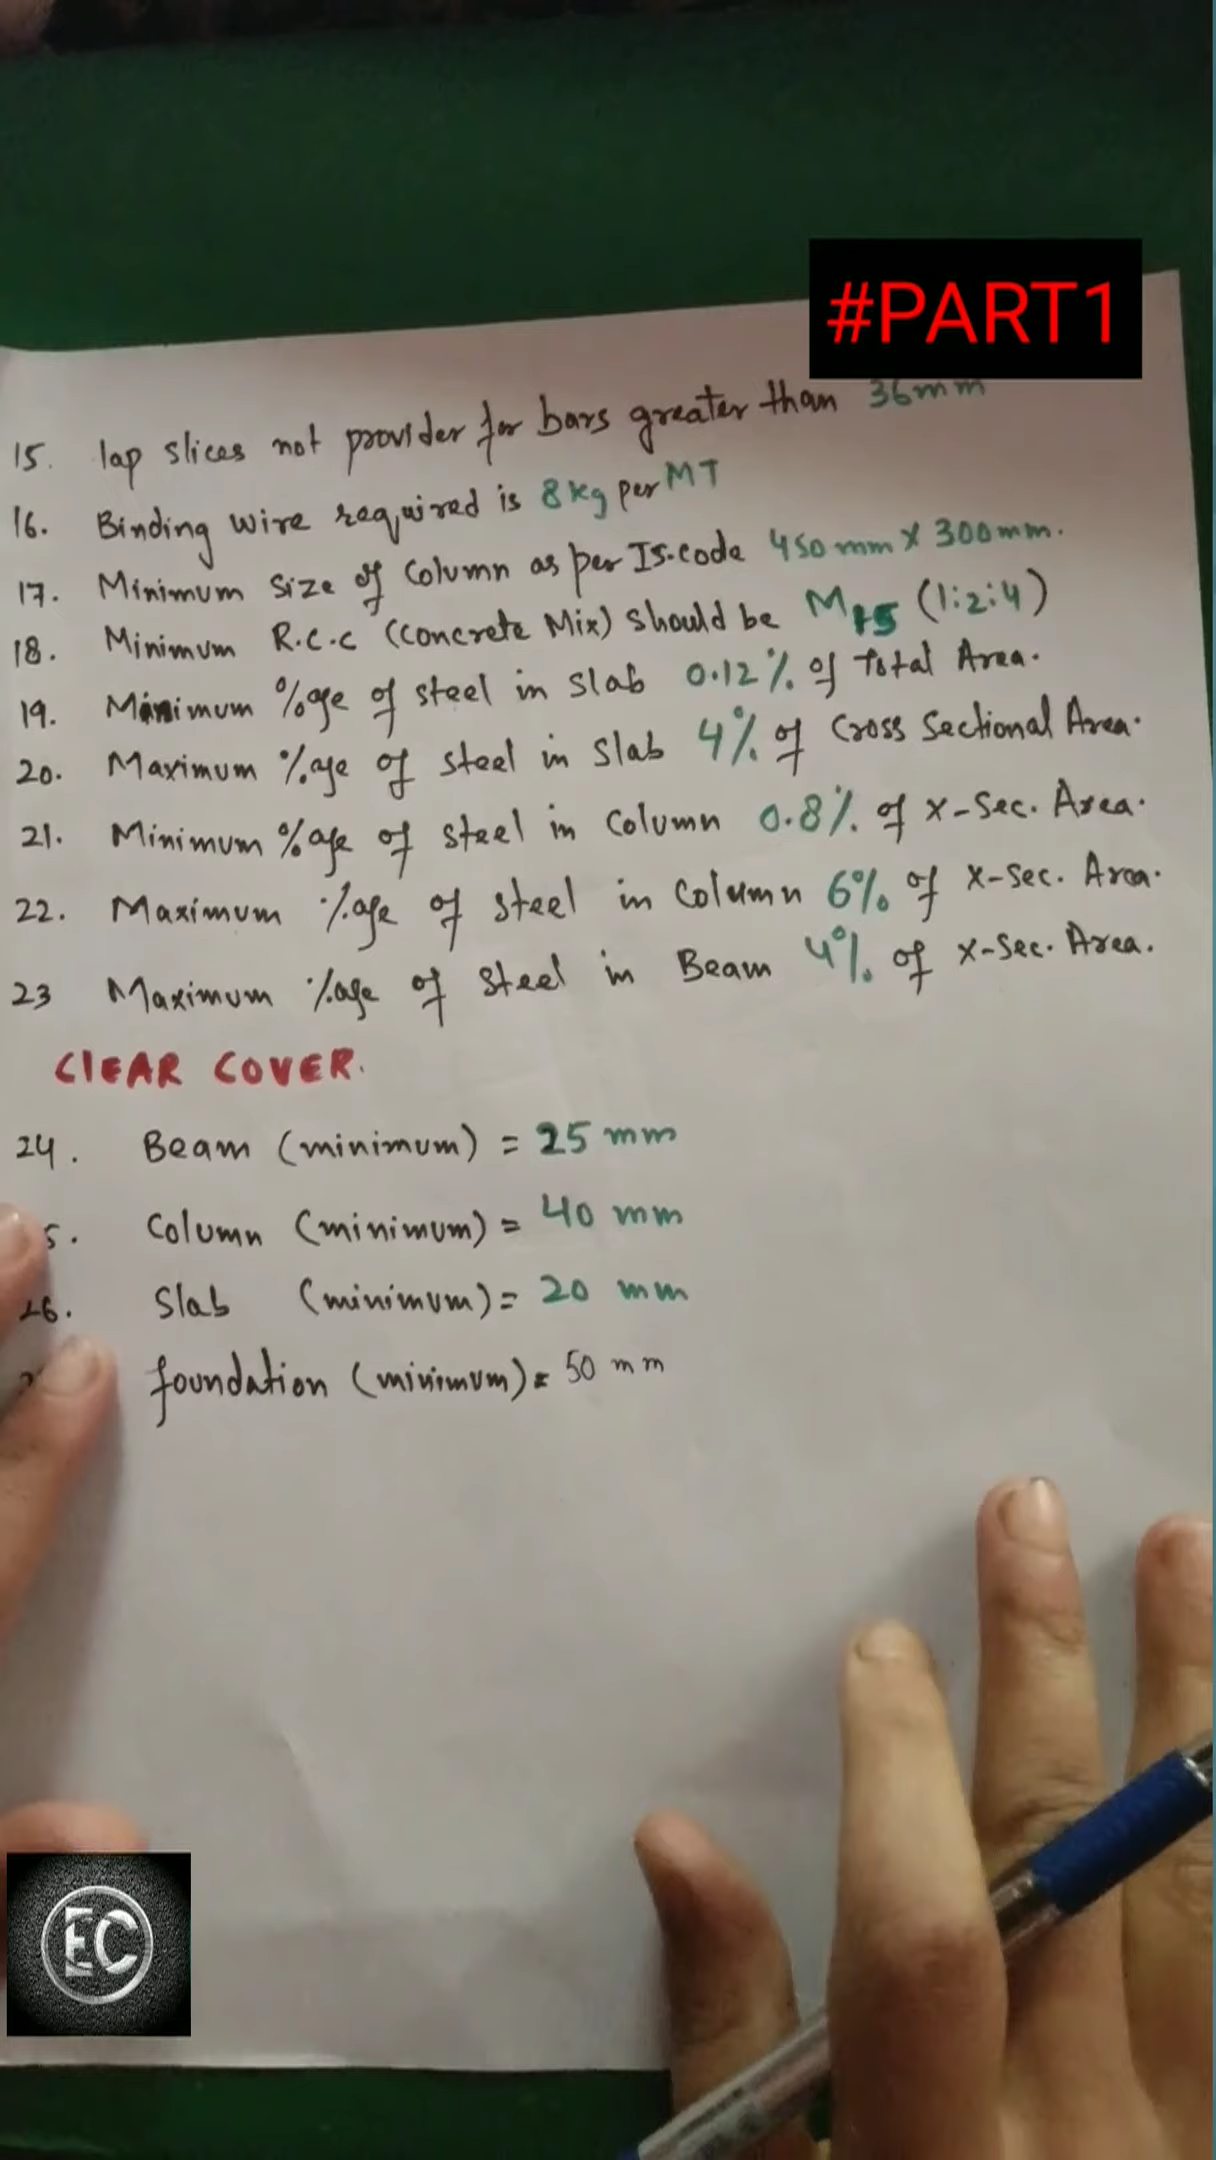 #PART1
15. lap slices not provider for bars greater than 36mm
16. Binding wire required is 8 kg per MT
17. Minimum size of Column as per IS-code 450 mm X 300mm.
18. Minimum R.C.C (Concrete Mix) should be M15 (1:2:4)
19. Minimum %age of steel in slab 0.12% of Total Area.
20. Maximum %age of steel in slab 4% of Cross Sectional Area.
21. Minimum %age of steel in Column 0.8% of x-Sec. Area.
22. Maximum %age of steel in Column 6% of x-Sec. Area.
23 Maximum %age of steel in Beam 4% of x-Sec. Area.
ClEAR COVER.
24. Beam (minimum) = 25 mm
5. Column (minimum) = 40 mm
26. Slab (minimum) = 20 mm
foundation (minimum) = 50 mm
EC